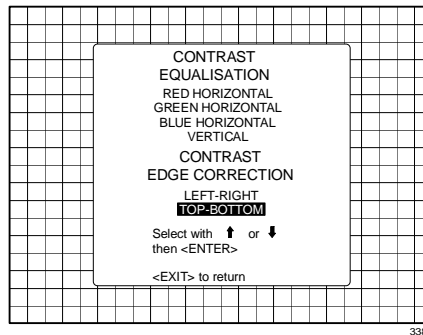 CONTRAST
EQUALISATION
RED HORIZONTAL
GREEN HORIZONTAL
BLUE HORIZONTAL
VERTICAL
CONTRAST
EDGE CORRECTION
LEFT-RIGHT
TOP-BOTTOM
Select with ⬆ or ⬇
then <ENTER>
<EXIT> to return
338